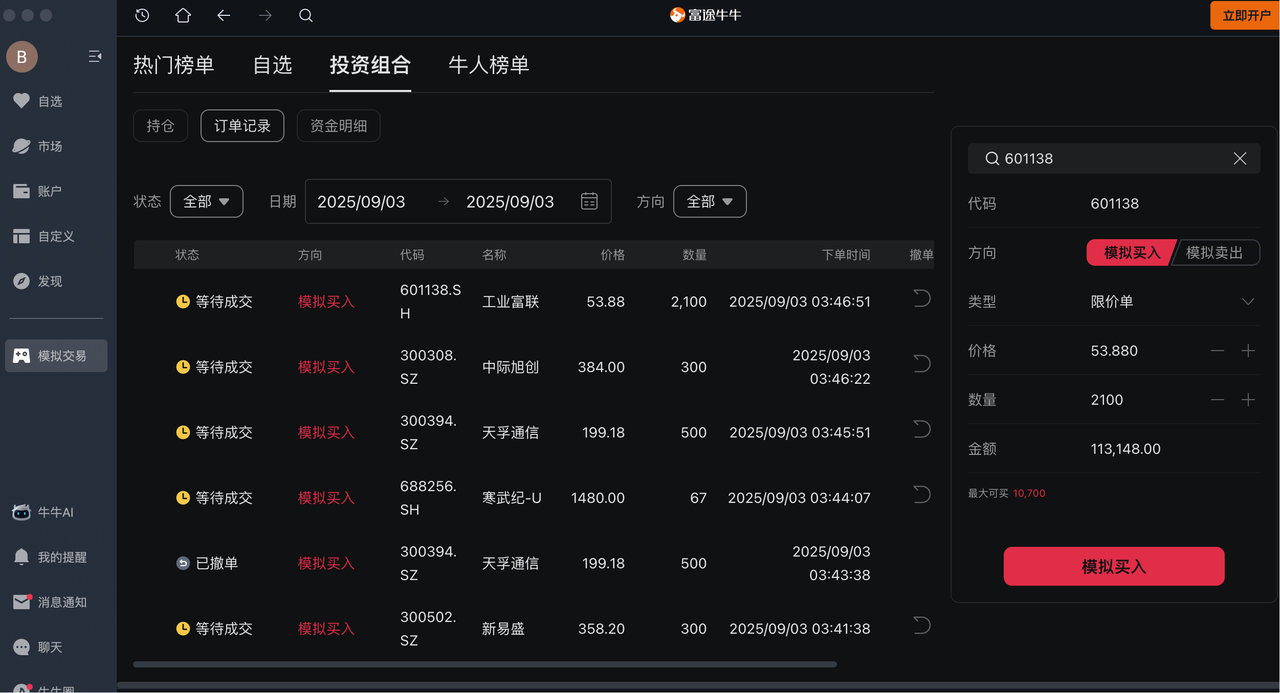 富途牛牛
立即开户
B
自选
市场
账户
自定义
发现
模拟交易
牛牛AI
我的提醒
消息通知
聊天
热门榜单 自选 投资组合 牛人榜单
持仓 订单记录 资金明细
状态 全部 日期 2025/09/03 → 2025/09/03 方向 全部
状态 方向 代码 名称 价格 数量 下单时间 撤单
等待成交 模拟买入 601138.S 工业富联 53.88 2,100 2025/09/03 03:46:51
H
等待成交 模拟买入 300308. 中际旭创 384.00 300 2025/09/03
SZ 03:46:22
等待成交 模拟买入 300394. 天孚通信 199.18 500 2025/09/03 03:45:51
SZ
等待成交 模拟买入 688256. 寒武纪-U 1480.00 67 2025/09/03 03:44:07
SH
已撤单 模拟买入 300394. 天孚通信 199.18 500 2025/09/03
SZ 03:43:38
等待成交 模拟买入 300502. 新易盛 358.20 300 2025/09/03 03:41:38
SZ
601138
代码 601138
方向 模拟买入 模拟卖出
类型 限价单
价格 53.880
数量 2100
金额 113,148.00
最大可买 10,700
模拟买入